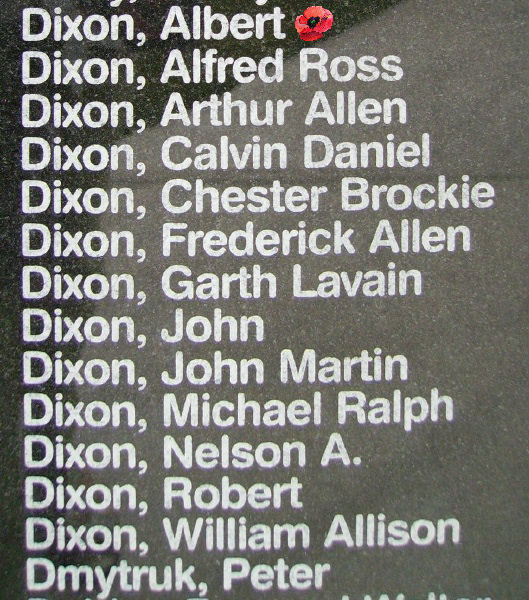 Dixon, Albert
Dixon, Alfred Ross
Dixon, Arthur Allen
Dixon, Calvin Daniel
Dixon, Chester Brockie
Dixon, Frederick Allen
Dixon, Garth Lavain
Dixon, John
Dixon, John Martin
Dixon, Michael Ralph
Dixon, Nelson A.
Dixon, Robert
Dixon, William Allison
Dmytruk, Peter